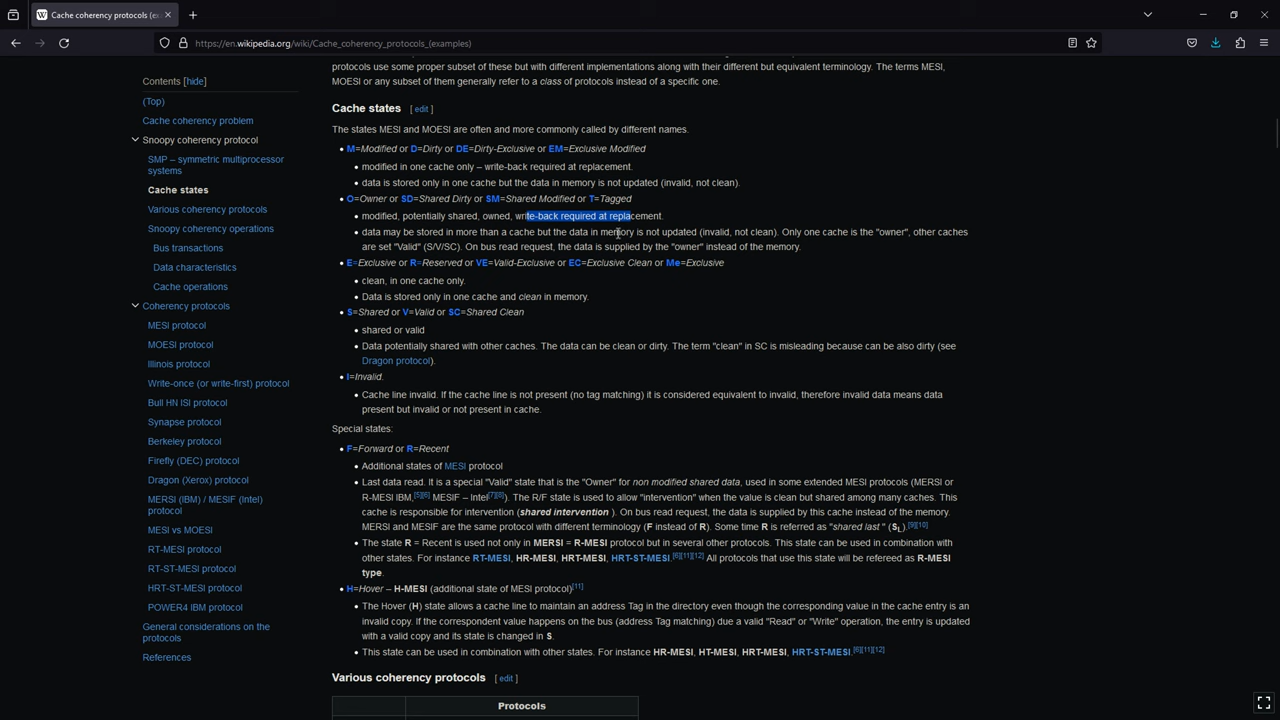 Cache coherency protocols (ex
https://en.wikipedia.org/wiki/Cache_coherency_protocols_(examples)
Contents [hide]
(Top)
Cache coherency problem
Snoopy coherency protocol
SMP – symmetric multiprocessor
systems
Cache states
Various coherency protocols
Snoopy coherency operations
Bus transactions
Data characteristics
Cache operations
Coherency protocols
MESI protocol
MOESI protocol
Illinois protocol
Write-once (or write-first) protocol
Bull HN ISI protocol
Synapse protocol
Berkeley protocol
Firefly (DEC) protocol
Dragon (Xerox) protocol
MERSI (IBM) / MESIF (Intel)
protocol
MESI vs MOESI
RT-MESI protocol
RT-ST-MESI protocol
HRT-ST-MESI protocol
POWER4 IBM protocol
General considerations on the
protocols
References
protocols use some proper subset of these but with different implementations along with their different but equivalent terminology. The terms MESI,
MOESI or any subset of them generally refer to a class of protocols instead of a specific one.
Cache states [ edit ]
The states MESI and MOESI are often and more commonly called by different names.
• M=Modified or D=Dirty or DE=Dirty-Exclusive or EM=Exclusive Modified
• modified in one cache only – write-back required at replacement.
• data is stored only in one cache but the data in memory is not updated (invalid, not clean).
• O=Owner or SD=Shared Dirty or SM=Shared Modified or T=Tagged
• modified, potentially shared, owned, write-back required at replacement.
• data may be stored in more than a cache but the data in memory is not updated (invalid, not clean). Only one cache is the "owner", other caches
are set "Valid" (S/V/SC). On bus read request, the data is supplied by the "owner" instead of the memory.
• E=Exclusive or R=Reserved or VE=Valid-Exclusive or EC=Exclusive Clean or Me=Exclusive
• clean, in one cache only.
• Data is stored only in one cache and clean in memory.
• S=Shared or V=Valid or SC=Shared Clean
• shared or valid
• Data potentially shared with other caches. The data can be clean or dirty. The term "clean" in SC is misleading because can be also dirty (see
Dragon protocol).
• I=Invalid.
• Cache line invalid. If the cache line is not present (no tag matching) it is considered equivalent to invalid, therefore invalid data means data
present but invalid or not present in cache.
Special states:
• F=Forward or R=Recent
• Additional states of MESI protocol
• Last data read. It is a special "Valid" state that is the "Owner" for non modified shared data, used in some extended MESI protocols (MERSI or
R-MESI IBM,[5][6] MESIF – Intel[7][8]). The R/F state is used to allow "intervention" when the value is clean but shared among many caches. This
cache is responsible for intervention (shared intervention ). On bus read request, the data is supplied by this cache instead of the memory.
MERSI and MESIF are the same protocol with different terminology (F instead of R). Some time R is referred as "shared last " (SL).[9][10]
• The state R = Recent is used not only in MERSI = R-MESI protocol but in several other protocols. This state can be used in combination with
other states. For instance RT-MESI, HR-MESI, HRT-MESI, HRT-ST-MESI.[6][11][12] All protocols that use this state will be refereed as R-MESI
type.
• H=Hover – H-MESI (additional state of MESI protocol)[11]
• The Hover (H) state allows a cache line to maintain an address Tag in the directory even though the corresponding value in the cache entry is an
invalid copy. If the correspondent value happens on the bus (address Tag matching) due a valid "Read" or "Write" operation, the entry is updated
with a valid copy and its state is changed in S.
• This state can be used in combination with other states. For instance HR-MESI, HT-MESI, HRT-MESI, HRT-ST-MESI.[6][11][12]
Various coherency protocols [ edit ]
Protocols